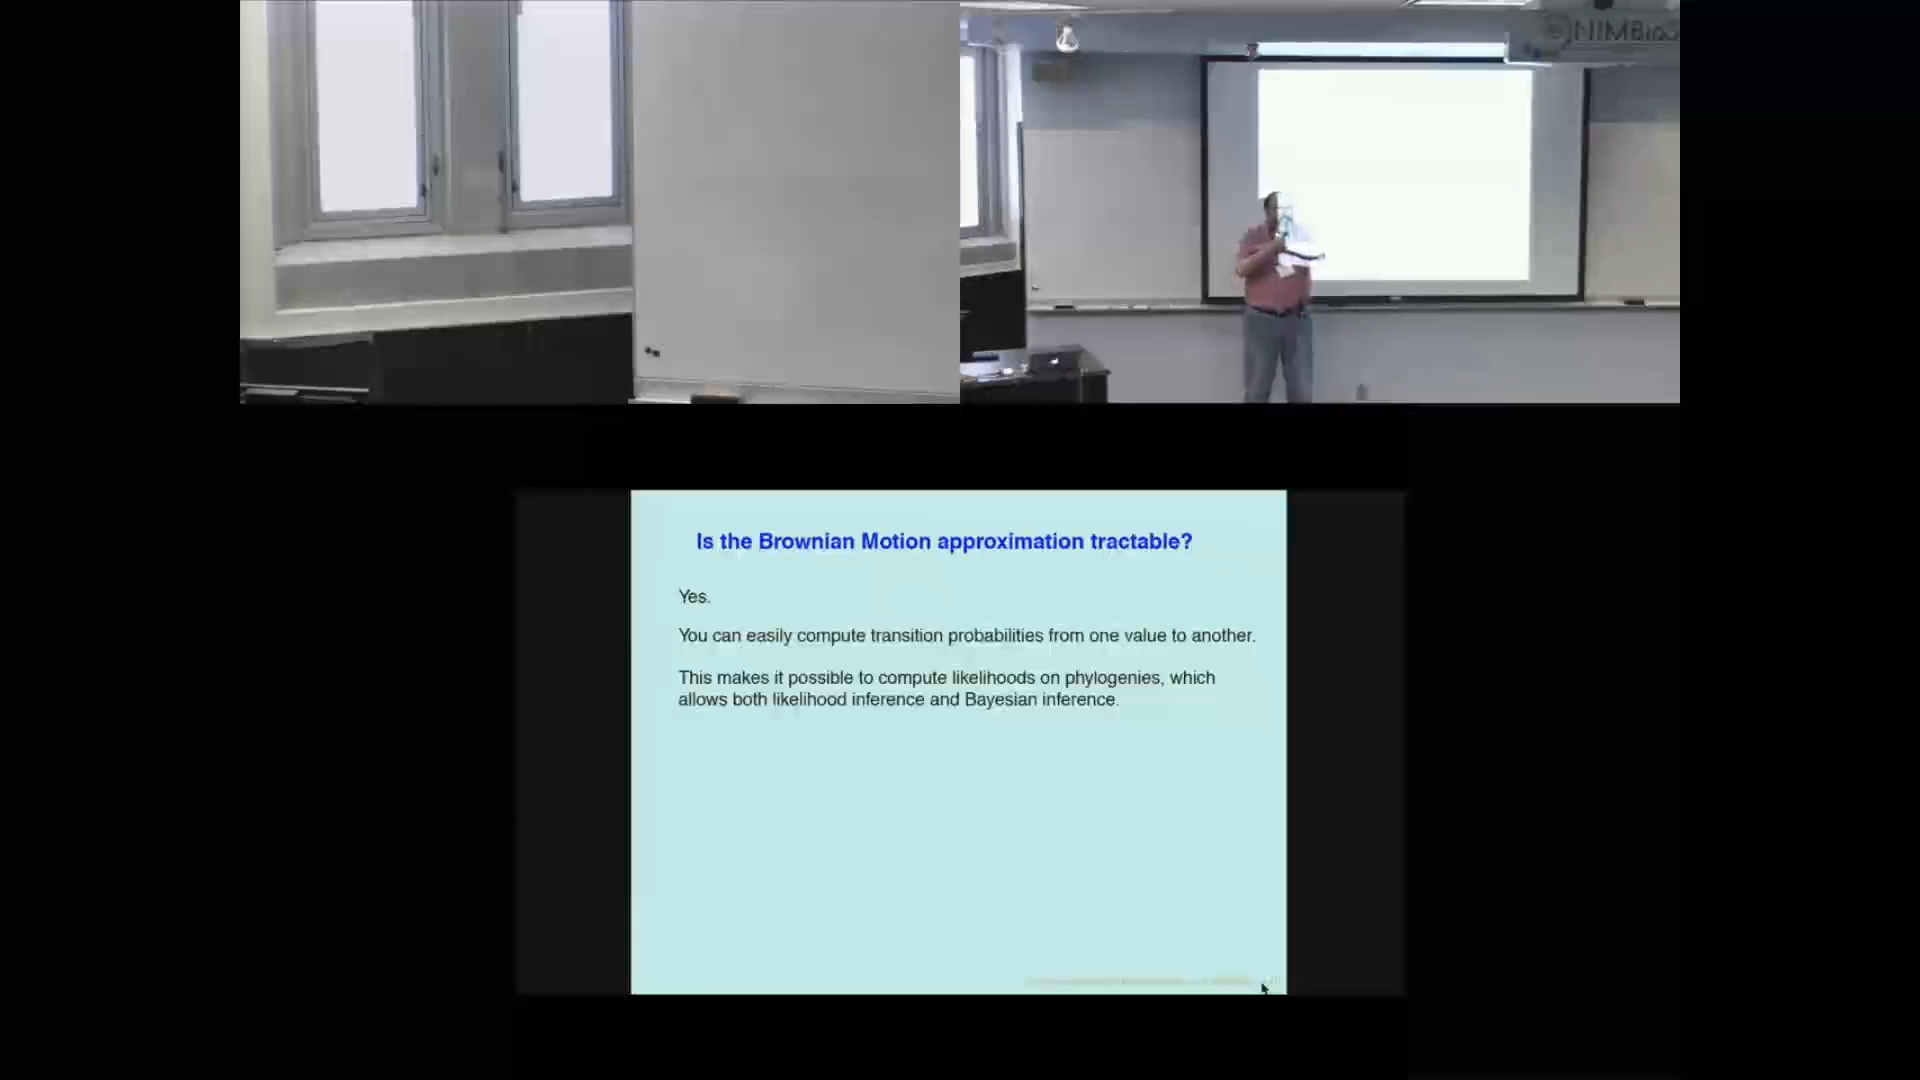 NIMBioS
Is the Brownian Motion approximation tractable?
Yes.
You can easily compute transition probabilities from one value to another.
This makes it possible to compute likelihoods on phylogenies, which
allows both likelihood inference and Bayesian inference.